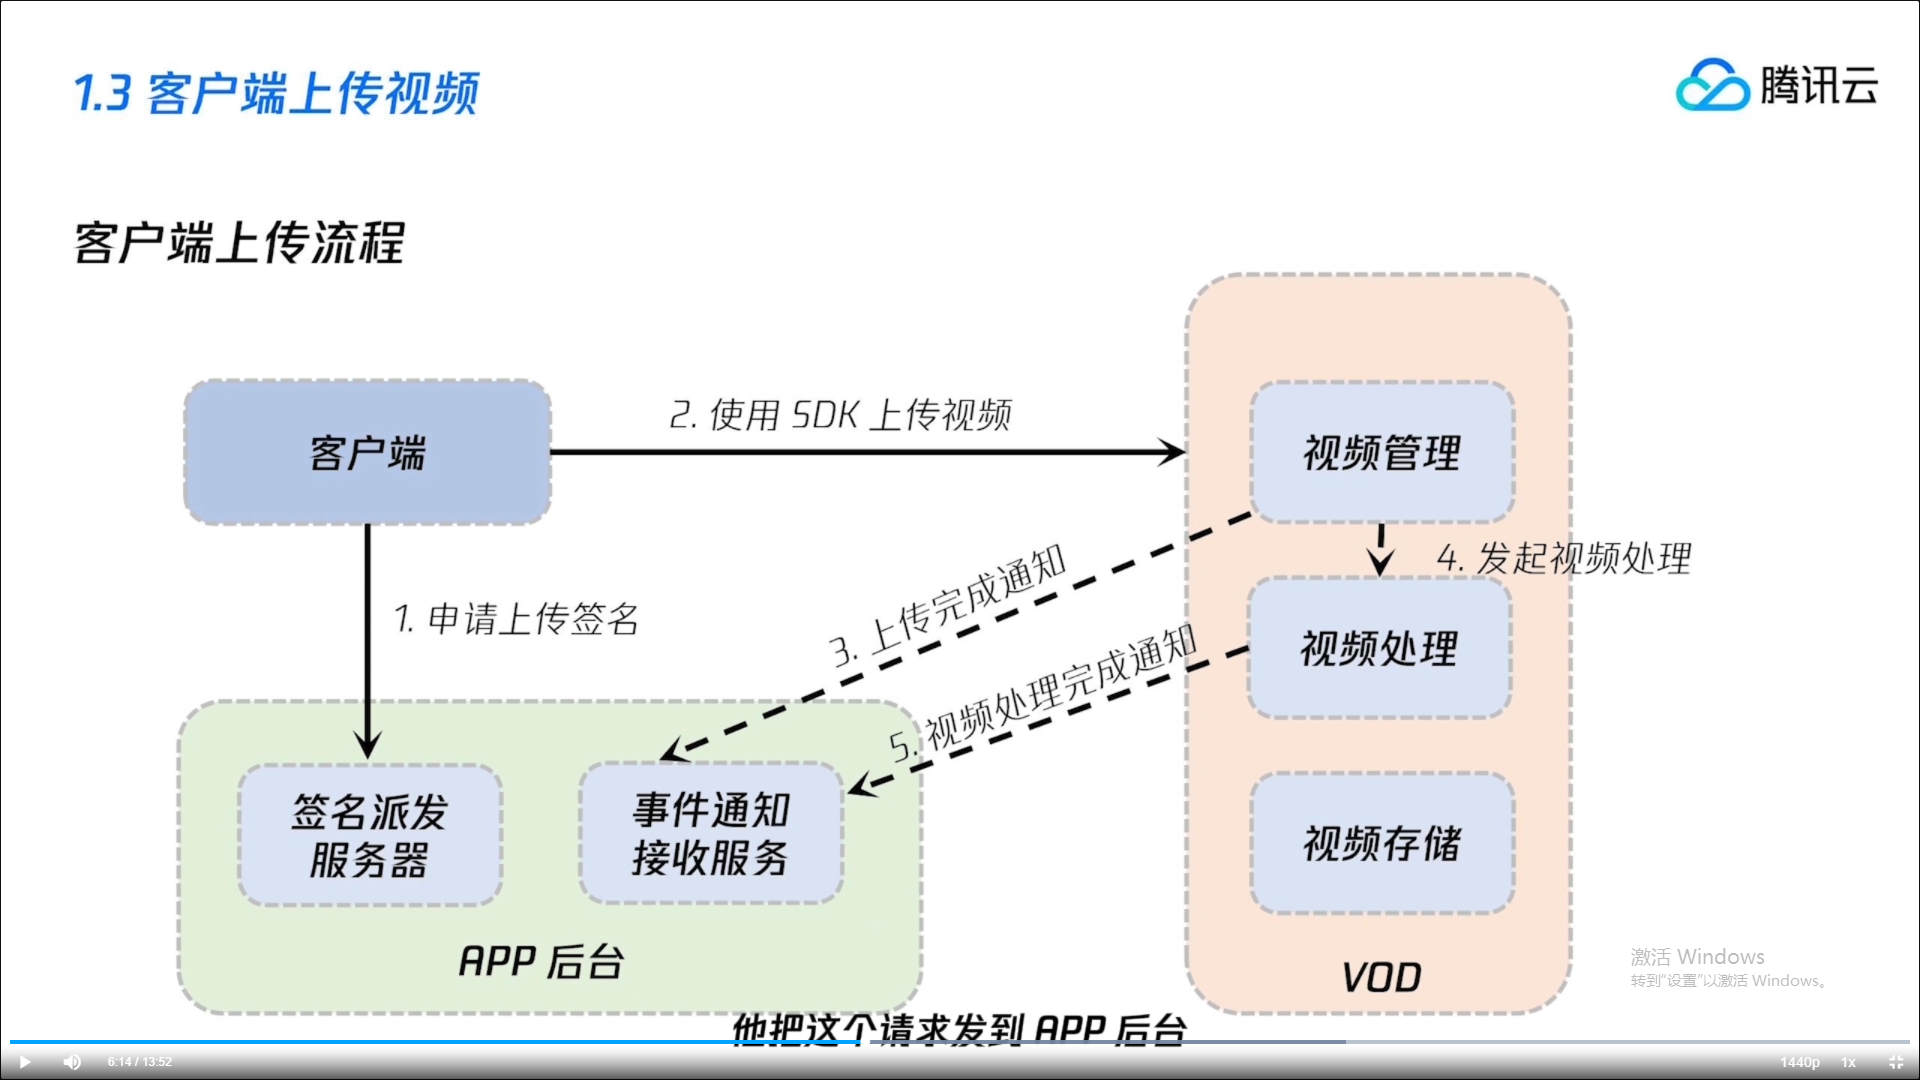 1.3 客户端上传视频
腾讯云
客户端上传流程
客户端
2. 使用 SDK 上传视频
视频管理
4. 发起视频处理
3. 上传完成通知
1. 申请上传签名
视频处理
5. 视频处理完成通知
签名派发
服务器
事件通知
接收服务
视频存储
APP 后台
VOD
激活 Windows
转到“设置”以激活 Windows。
他把这个请求发到 APP 后台
6:14 / 13:52
1440p
1x